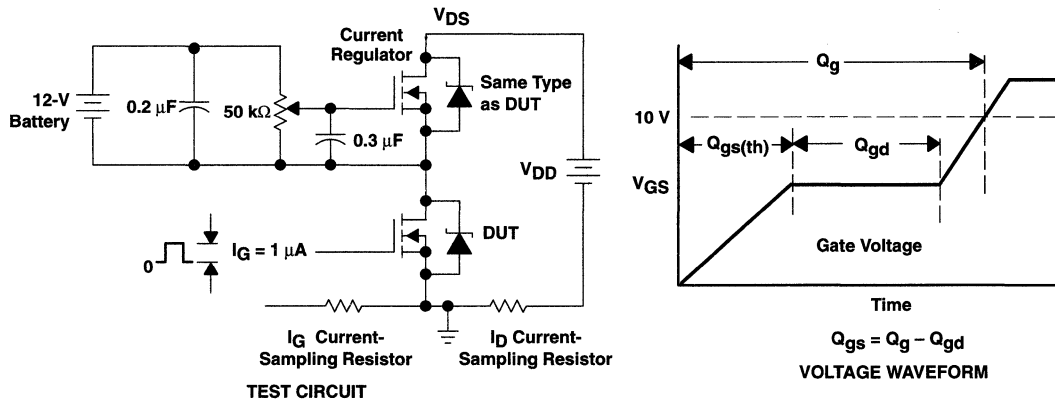 VDS
Current
Regulator
Same Type
as DUT
12-V
Battery
0.2 µF
50 kΩ
0.3 µF
VDD
DUT
0
IG = 1 µA
IG Current-
Sampling Resistor
ID Current-
Sampling Resistor
TEST CIRCUIT
Qg
10 V
Qgs(th)
Qgd
VGS
Gate Voltage
Time
Qgs = Qg – Qgd
VOLTAGE WAVEFORM